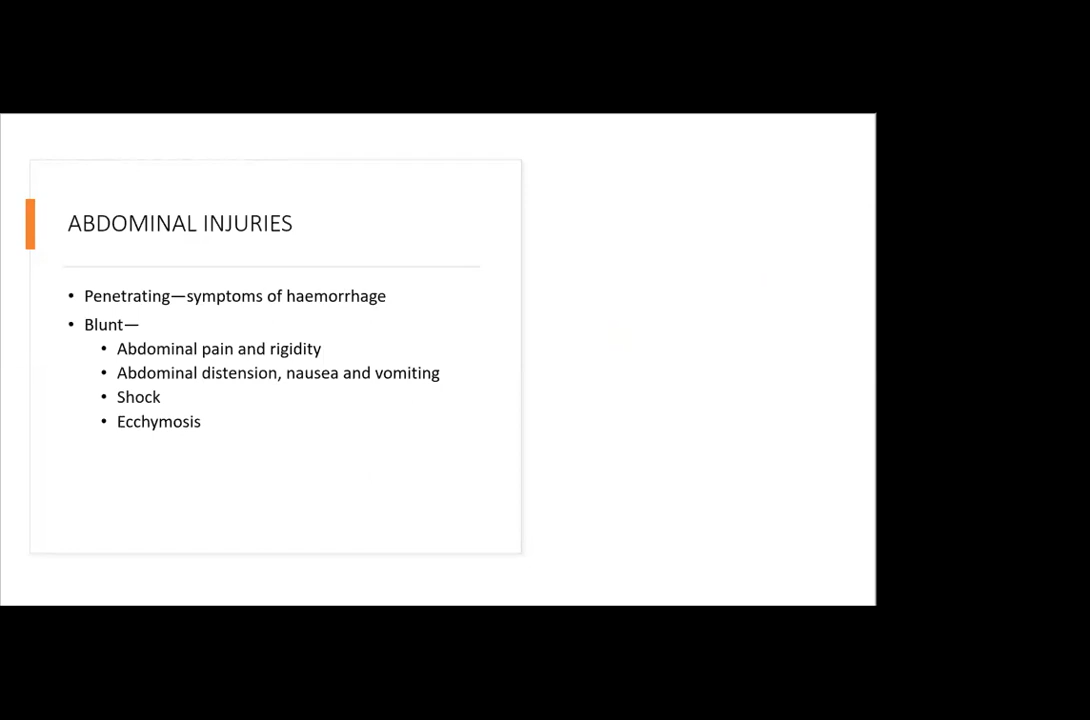 ABDOMINAL INJURIES
• Penetrating—symptoms of haemorrhage
• Blunt—
• Abdominal pain and rigidity
• Abdominal distension, nausea and vomiting
• Shock
• Ecchymosis